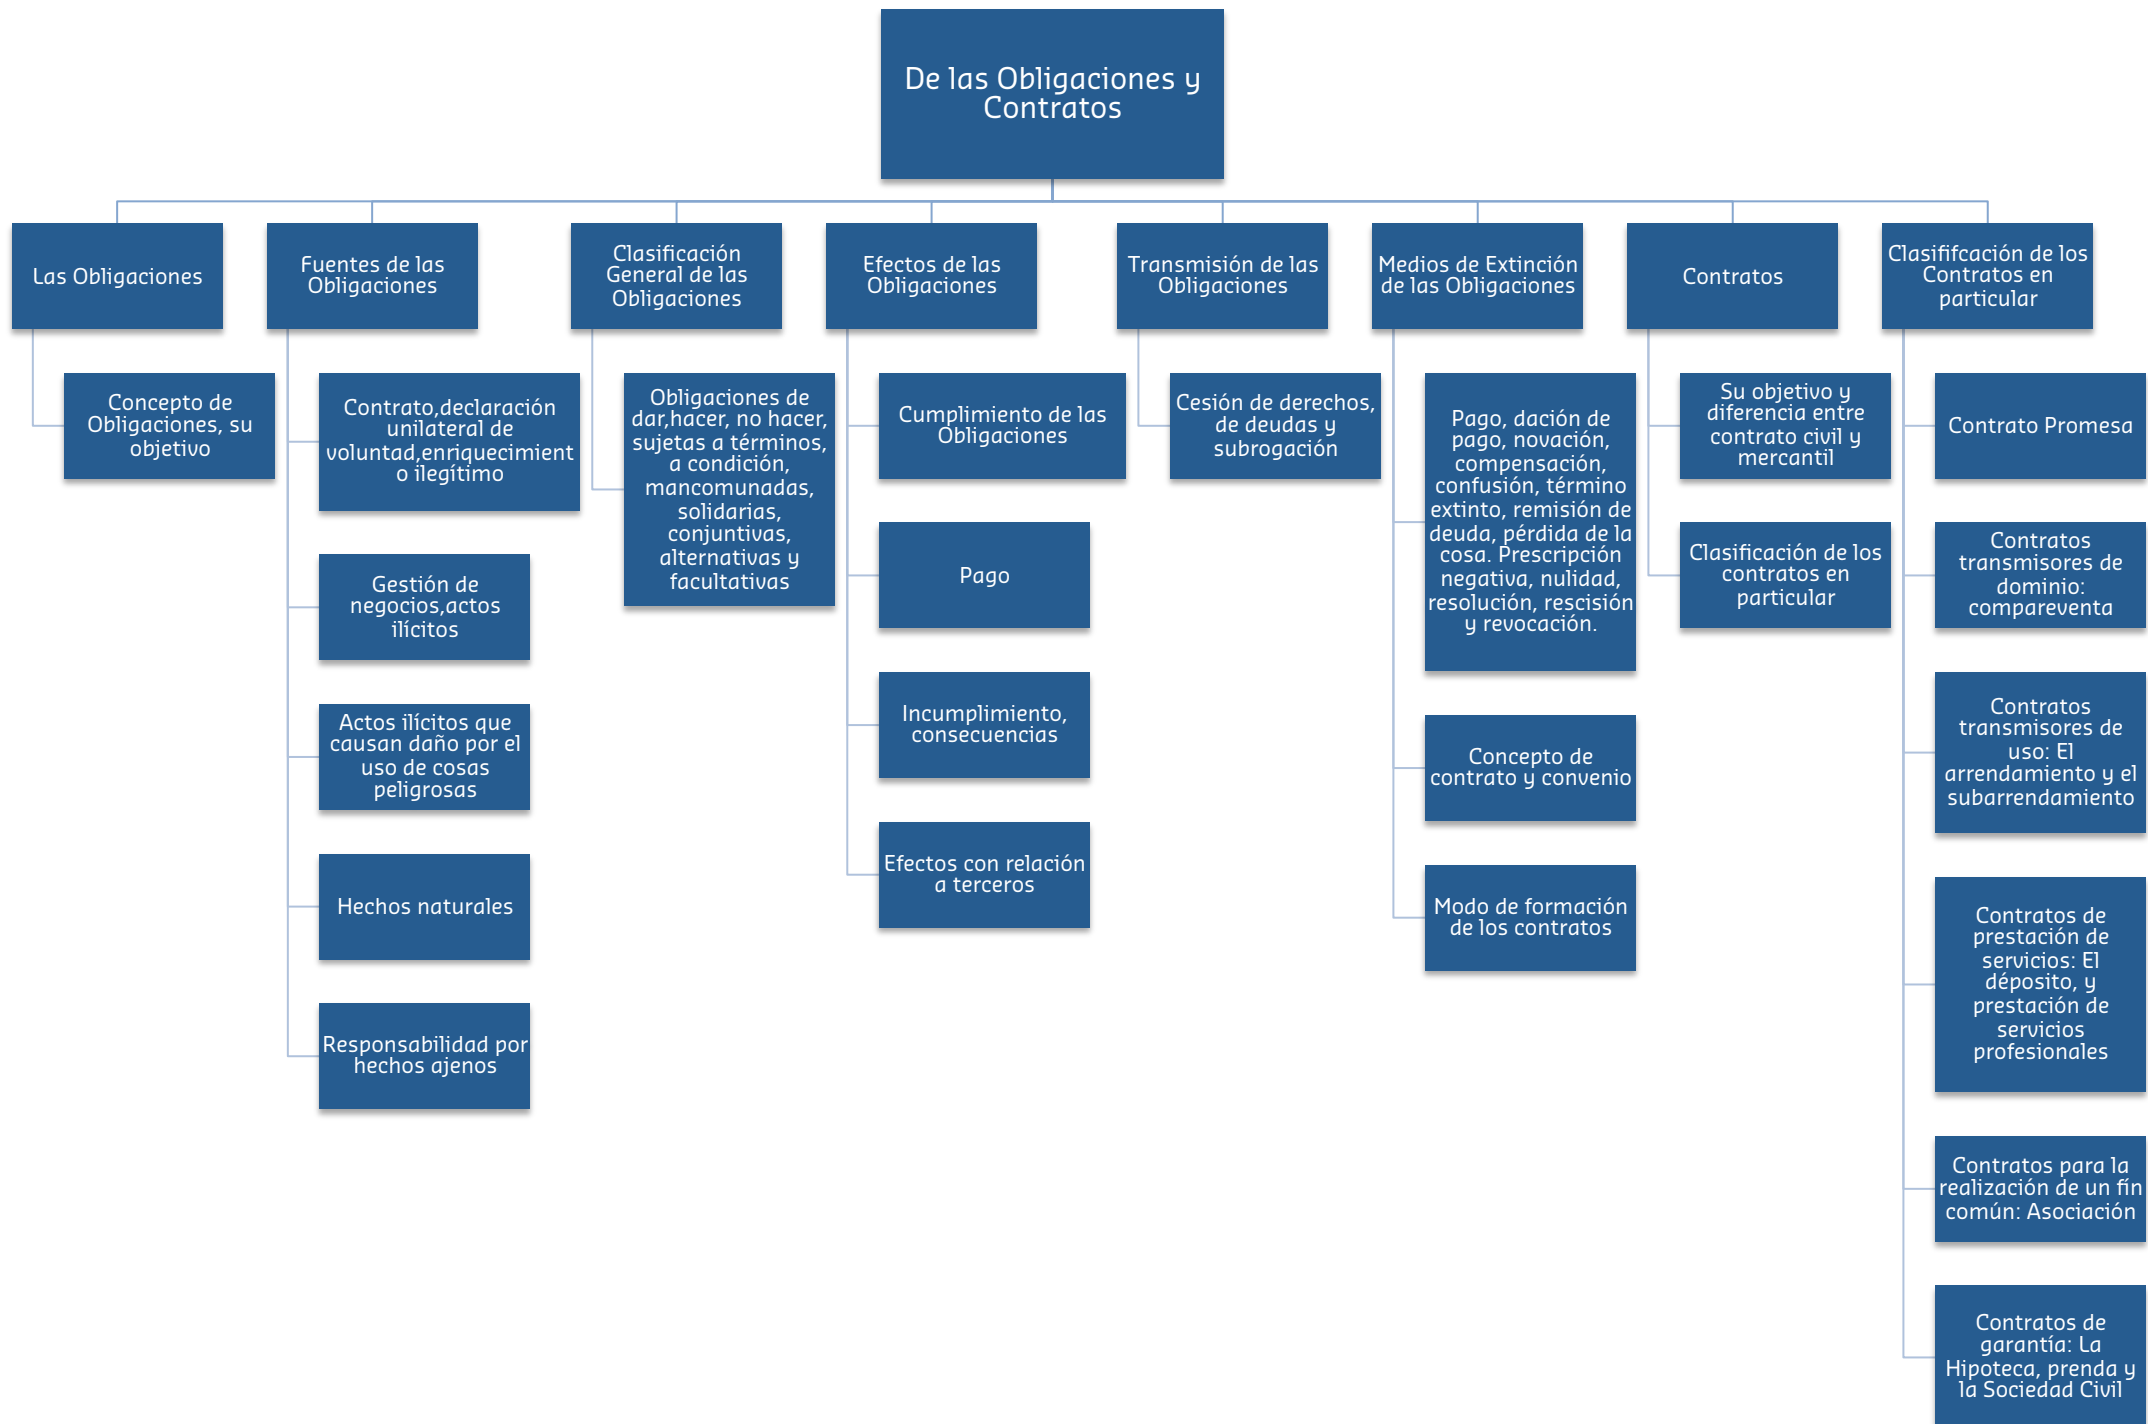 De las Obligaciones y
Contratos
Las Obligaciones
Concepto de
Obligaciones, su
objetivo
Fuentes de las
Obligaciones
Contrato,declaración
unilateral de
voluntad,enriquecimient
o ilegítimo
Gestión de
negocios,actos
ilícitos
Actos ilícitos que
causan daño por el
uso de cosas
peligrosas
Hechos naturales
Responsabilidad por
hechos ajenos
Clasificación
General de las
Obligaciones
Obligaciones de
dar,hacer, no hacer,
sujetas a términos,
a condición,
mancomunadas,
solidarias,
conjuntivas,
alternativas y
facultativas
Efectos de las
Obligaciones
Cumplimiento de las
Obligaciones
Pago
Incumplimiento,
consecuencias
Efectos con relación
a terceros
Transmisión de las
Obligaciones
Cesión de derechos,
de deudas y
subrogación
Medios de Extinción
de las Obligaciones
Pago, dación de
pago, novación,
compensación,
confusión, término
extinto, remisión de
deuda, pérdida de la
cosa. Prescripción
negativa, nulidad,
resolución, rescisión
y revocación.
Concepto de
contrato y convenio
Modo de formación
de los contratos
Contratos
Su objetivo y
diferencia entre
contrato civil y
mercantil
Clasificación de los
contratos en
particular
Clasififcación de los
Contratos en
particular
Contrato Promesa
Contratos
transmisores de
dominio:
compareventa
Contratos
transmisores de
uso: El
arrendamiento y el
subarrendamiento
Contratos de
prestación de
servicios: El
déposito, y
prestación de
servicios
profesionales
Contratos para la
realización de un fín
común: Asociación
Contratos de
garantía: La
Hipoteca, prenda y
la Sociedad Civil